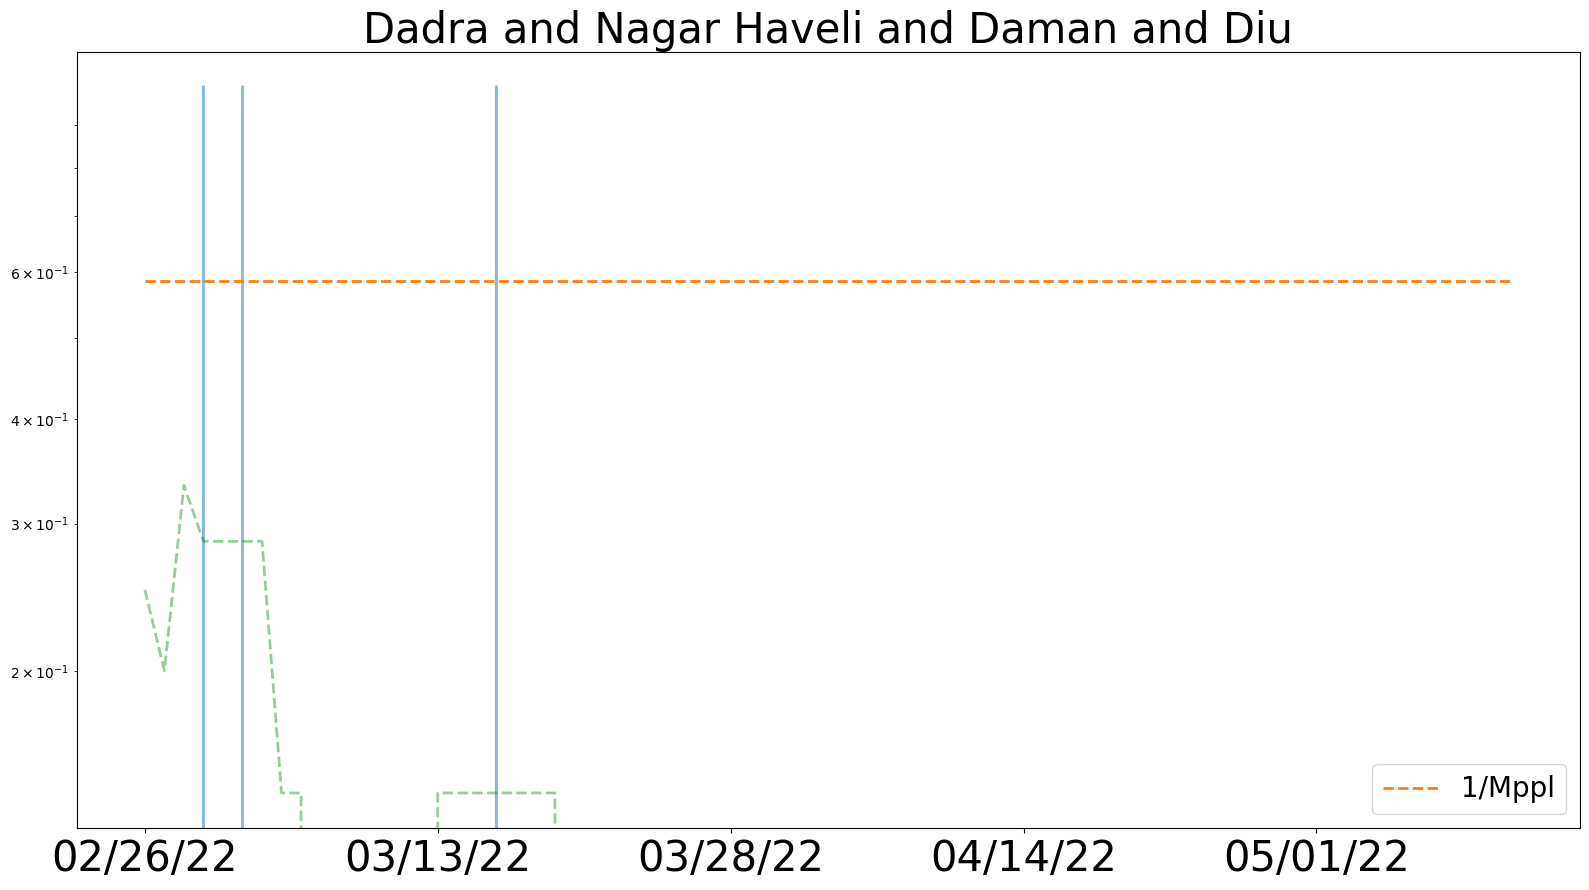 Dadra and Nagar Haveli and Daman and Diu
6 × 10⁻¹
4 × 10⁻¹
3 × 10⁻¹
2 × 10⁻¹
1/Mppl
02/26/22 03/13/22 03/28/22 04/14/22 05/01/22